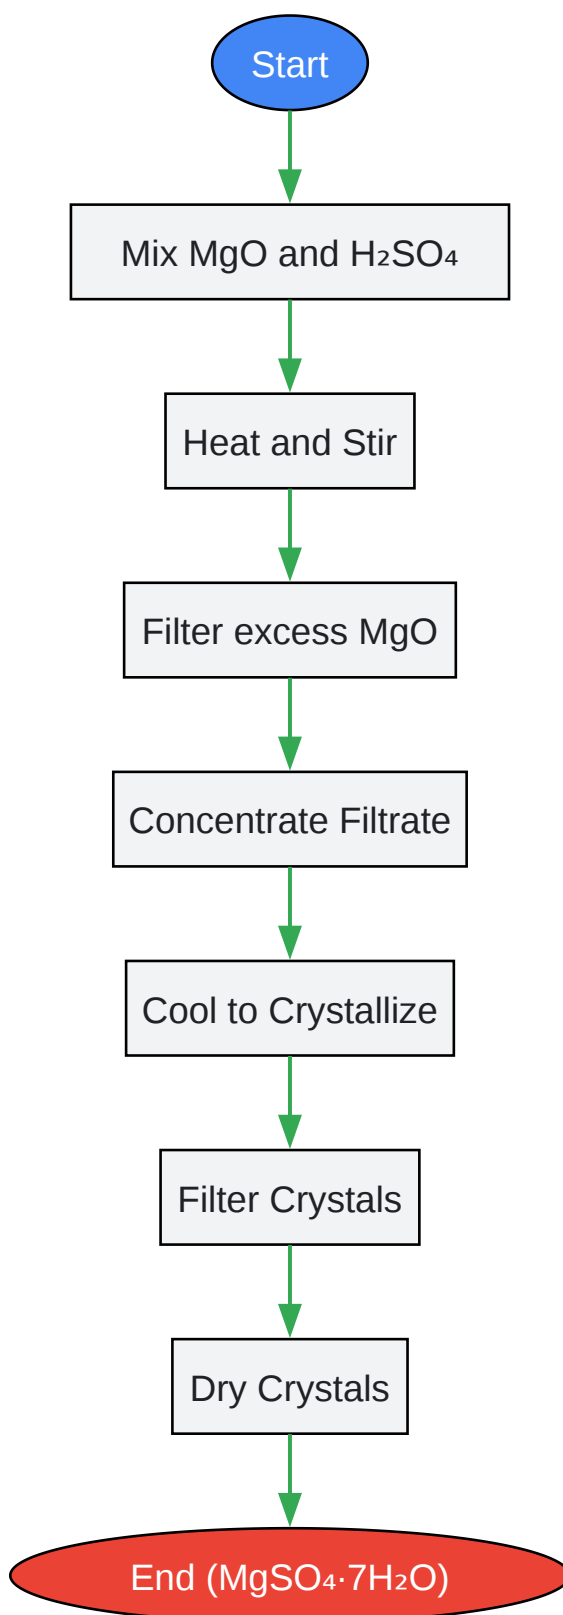 Start
Mix MgO and H₂SO₄
Heat and Stir
Filter excess MgO
Concentrate Filtrate
Cool to Crystallize
Filter Crystals
Dry Crystals
End (MgSO₄·7H₂O)